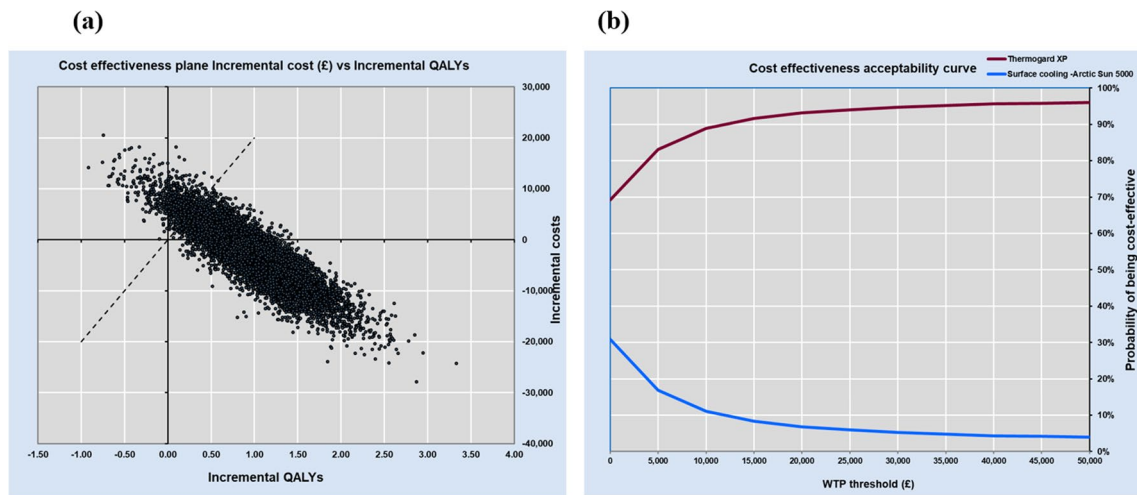 (a)
Cost effectiveness plane Incremental cost (£) vs Incremental QALYs
30,000
20,000
10,000
0
-10,000
-20,000
-30,000
-40,000
Incremental costs
-1.50 -1.00 -0.50 0.00 0.50 1.00 1.50 2.00 2.50 3.00 3.50 4.00
Incremental QALYs
(b)
Cost effectiveness acceptability curve
Thermogard XP
Surface cooling -Arctic Sun 5000
100%
90%
80%
70%
60%
50%
40%
30%
20%
10%
0%
Probability of being cost-effective
0 5,000 10,000 15,000 20,000 25,000 30,000 35,000 40,000 45,000 50,000
WTP threshold (£)